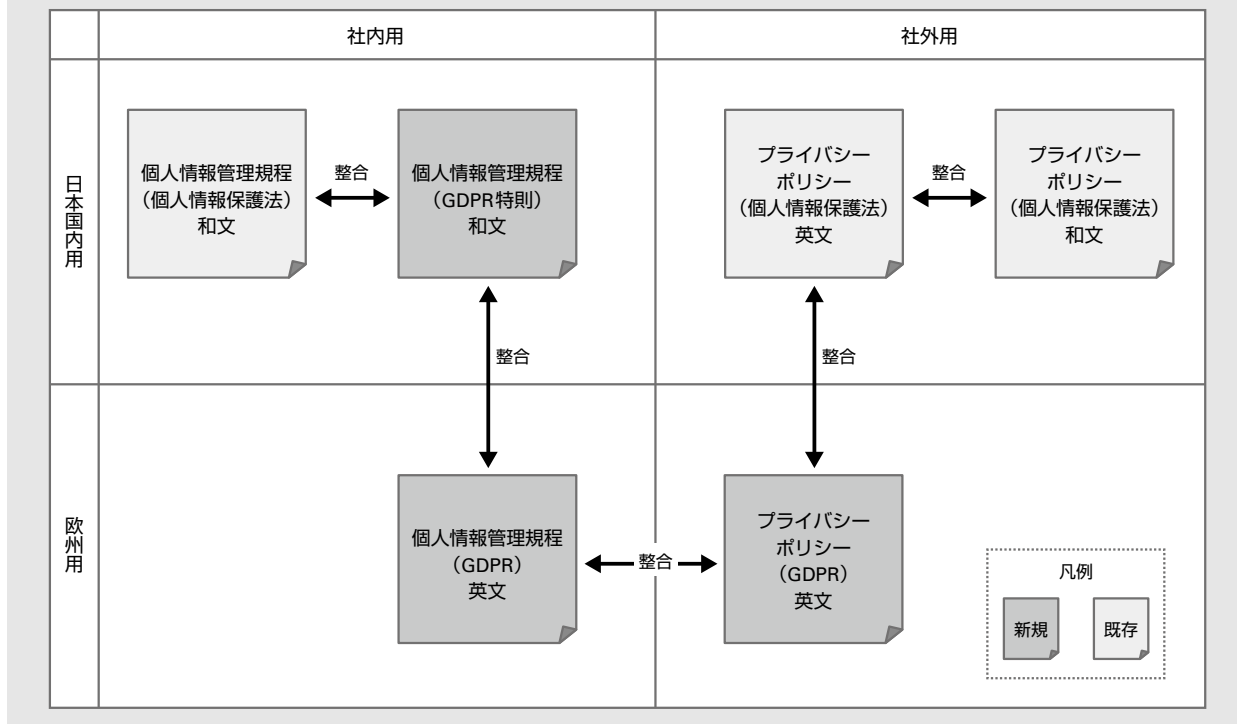 社内用
社外用
日本国内用
個人情報管理規程
（個人情報保護法）
和文
整合
個人情報管理規程
（GDPR特則）
和文
プライバシー
ポリシー
（個人情報保護法）
英文
整合
プライバシー
ポリシー
（個人情報保護法）
和文
整合
整合
欧州用
個人情報管理規程
（GDPR）
英文
整合
プライバシー
ポリシー
（GDPR）
英文
凡例
新規
既存